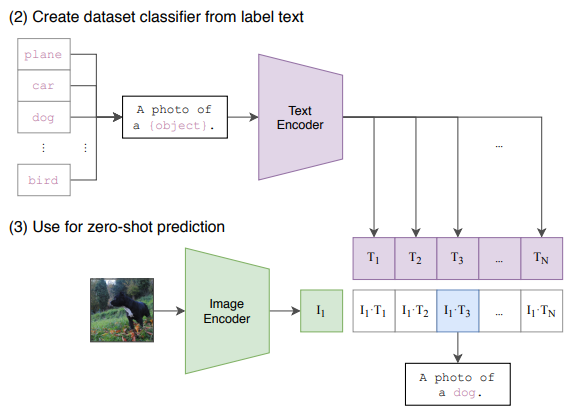 (2) Create dataset classifier from label text
plane
car
dog
⋮ ⋮
bird
A photo of
a {object}.
Text
Encoder
...
(3) Use for zero-shot prediction
T1 T2 T3 ... TN
Image
Encoder
I1
I1·T1 I1·T2 I1·T3 ... I1·TN
A photo of
a dog.